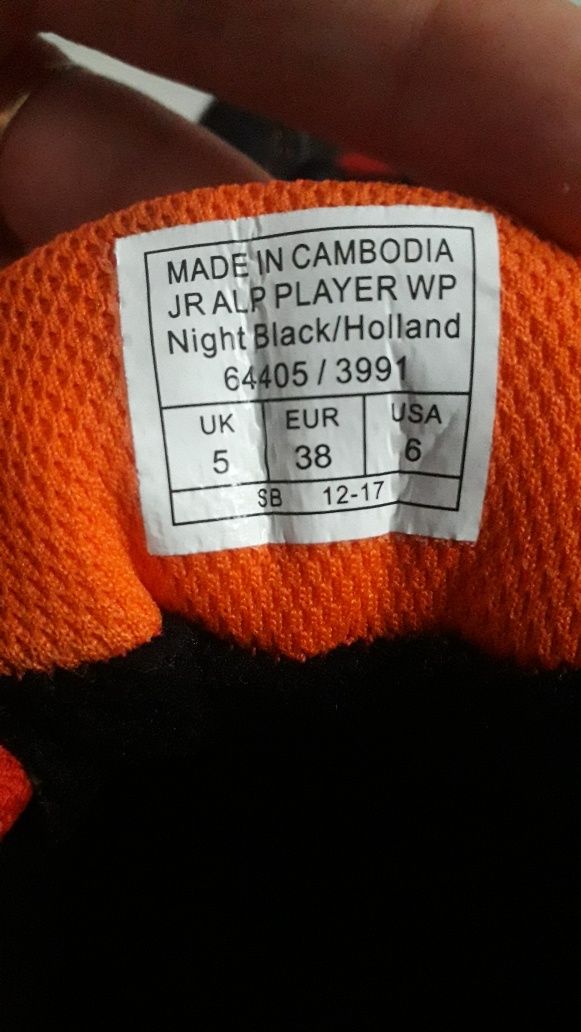 MADE IN CAMBODIA
JR ALP PLAYER WP
Night Black/Holland
64405 / 3991
UK EUR USA
5 38 6
SB 12-17